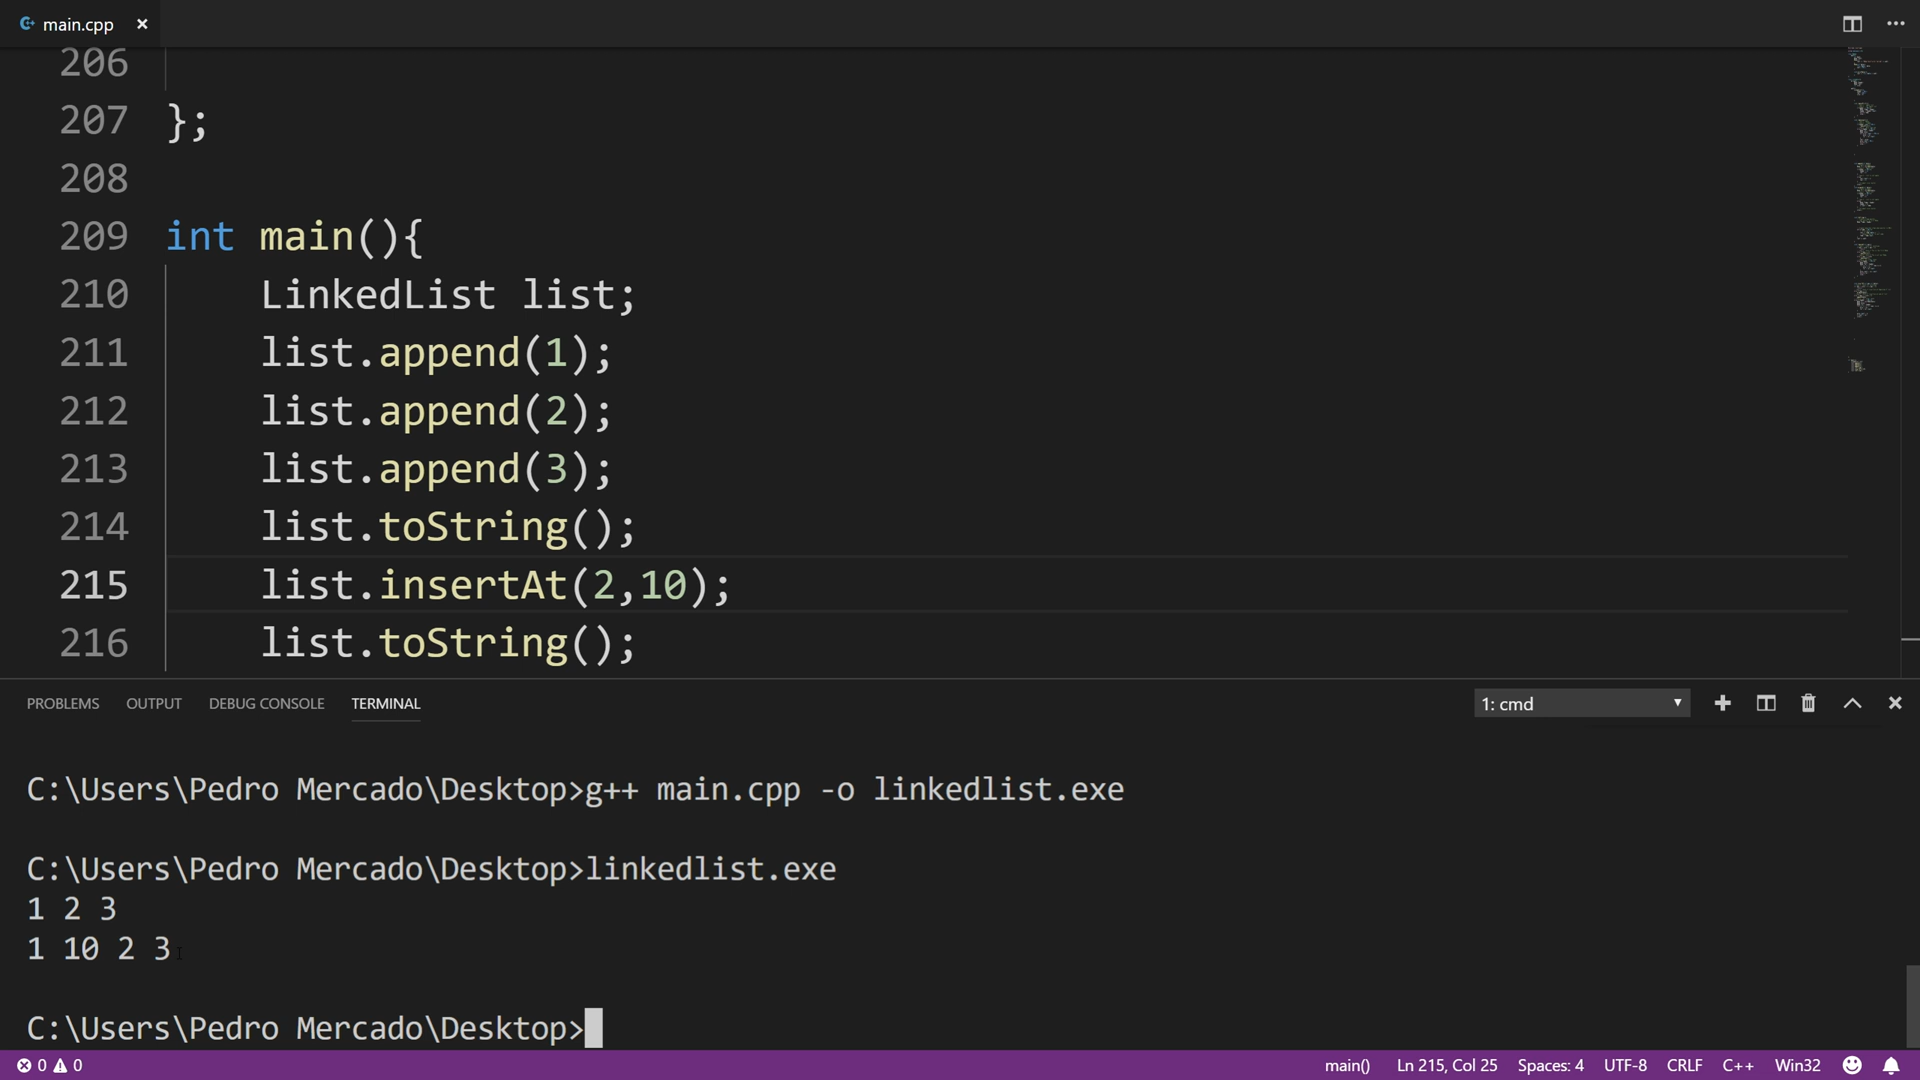 main.cpp
206
207 };
208
209 int main(){
210 LinkedList list;
211 list.append(1);
212 list.append(2);
213 list.append(3);
214 list.toString();
215 list.insertAt(2,10);
216 list.toString();
PROBLEMS OUTPUT DEBUG CONSOLE TERMINAL 1: cmd
C:\Users\Pedro Mercado\Desktop>g++ main.cpp -o linkedlist.exe
C:\Users\Pedro Mercado\Desktop>linkedlist.exe
1 2 3
1 10 2 3
C:\Users\Pedro Mercado\Desktop>
0 0 main() Ln 215, Col 25 Spaces: 4 UTF-8 CRLF C++ Win32